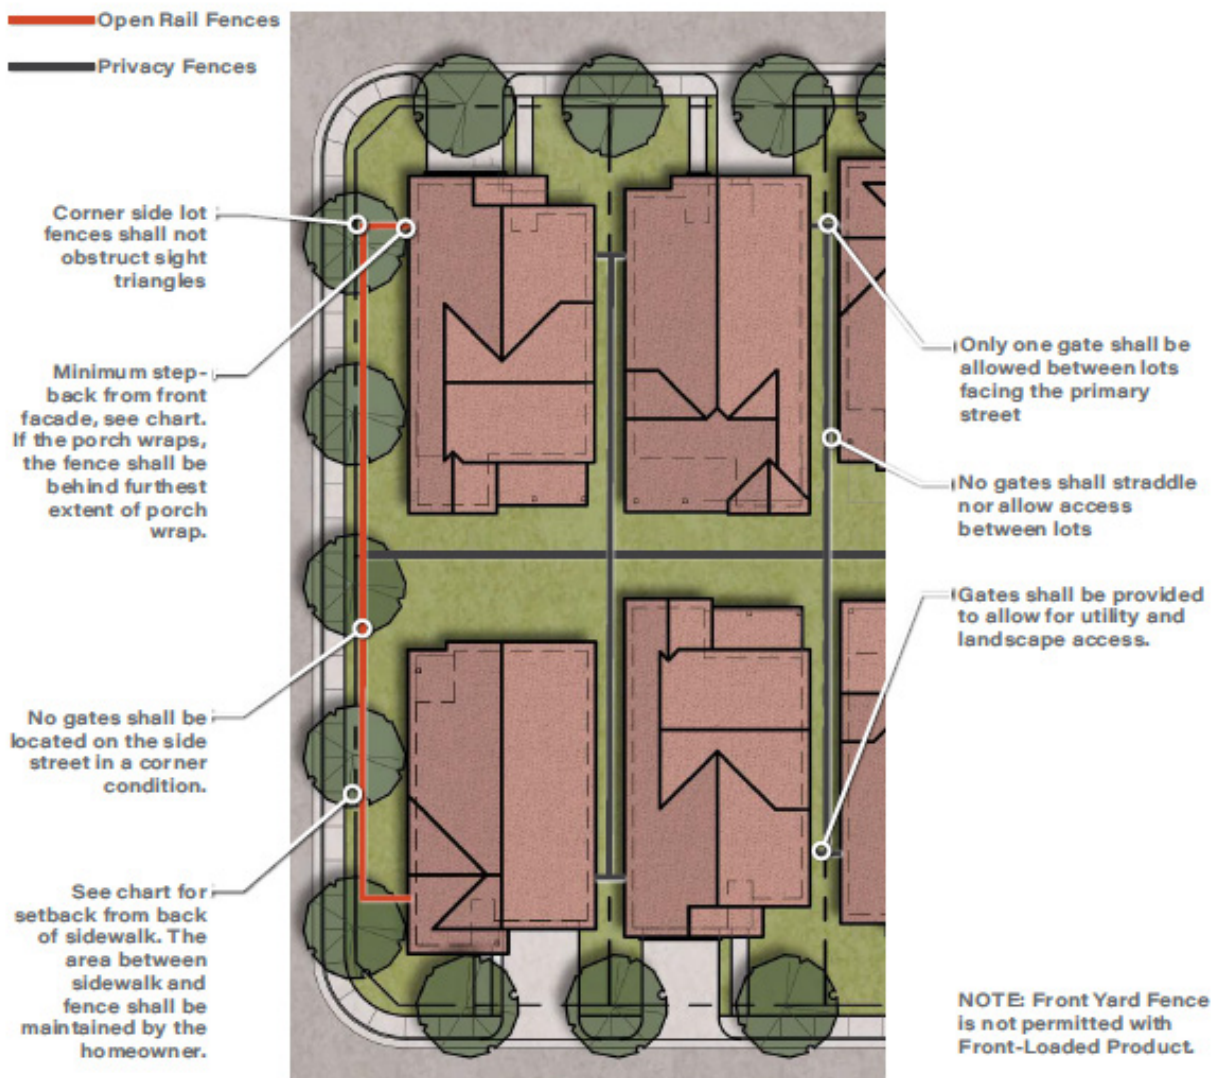 Open Rail Fences
Privacy Fences
Corner side lot
fences shall not
obstruct sight
triangles
Minimum step-
back from front
facade, see chart.
If the porch wraps,
the fence shall be
behind furthest
extent of porch
wrap.
No gates shall be
located on the side
street in a corner
condition.
See chart for
setback from back
of sidewalk. The
area between
sidewalk and
fence shall be
maintained by the
homeowner.
Only one gate shall be
allowed between lots
facing the primary
street
No gates shall straddle
nor allow access
between lots
Gates shall be provided
to allow for utility and
landscape access.
NOTE: Front Yard Fence
is not permitted with
Front-Loaded Product.